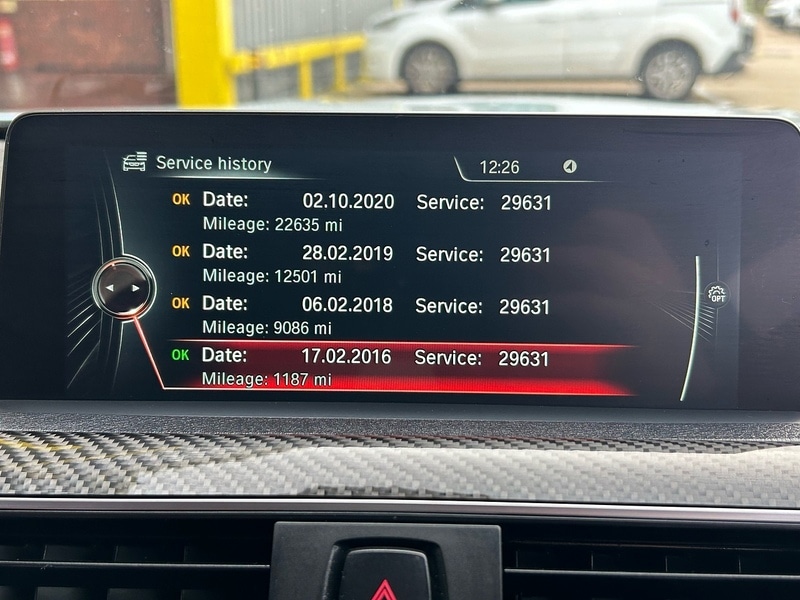 Service history 12:26
OK Date: 02.10.2020 Service: 29631
Mileage: 22635 mi
OK Date: 28.02.2019 Service: 29631
Mileage: 12501 mi
OPT
OK Date: 06.02.2018 Service: 29631
Mileage: 9086 mi
OK Date: 17.02.2016 Service: 29631
Mileage: 1187 mi